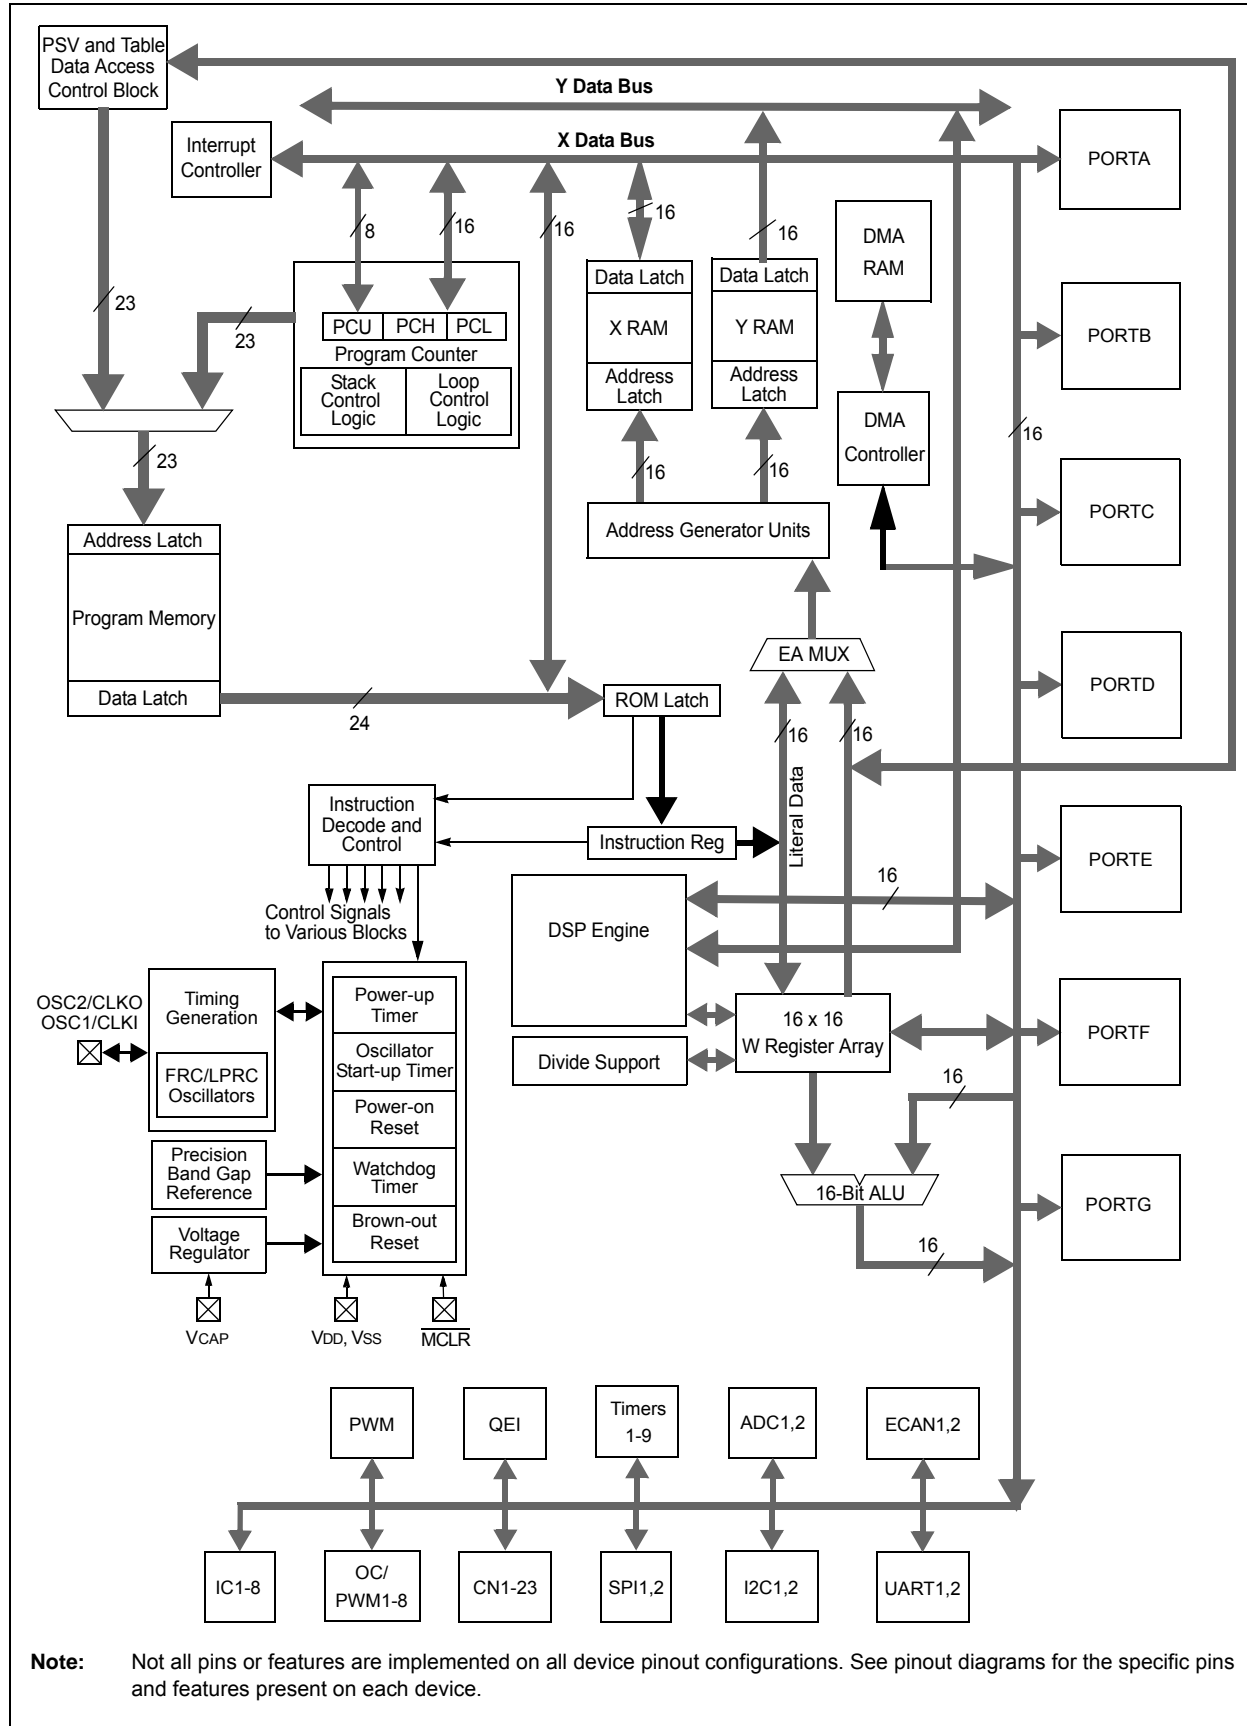 PSV and Table
Data Access
Control Block
Y Data Bus
Interrupt
Controller
X Data Bus
PORTA
8
16
16
16
16
DMA
RAM
23
23
Data Latch
X RAM
Address
Latch
Data Latch
Y RAM
Address
Latch
PCU
PCH
PCL
Program Counter
Stack
Control
Logic
Loop
Control
Logic
PORTB
DMA
Controller
16
23
16
16
PORTC
Address Latch
Program Memory
Data Latch
Address Generator Units
EA MUX
PORTD
24
ROM Latch
16
16
Literal Data
Instruction
Decode and
Control
Instruction Reg
PORTE
Control Signals
to Various Blocks
DSP Engine
16
OSC2/CLKO
OSC1/CLKI
Timing
Generation
FRC/LPRC
Oscillators
Power-up
Timer
Oscillator
Start-up Timer
Power-on
Reset
Watchdog
Timer
Brown-out
Reset
Divide Support
16 x 16
W Register Array
PORTF
16
Precision
Band Gap
Reference
16-Bit ALU
PORTG
Voltage
Regulator
16
VCAP
VDD, VSS
MCLR
PWM
QEI
Timers
1-9
ADC1,2
ECAN1,2
IC1-8
OC/
PWM1-8
CN1-23
SPI1,2
I2C1,2
UART1,2
Note: Not all pins or features are implemented on all device pinout configurations. See pinout diagrams for the specific pins
and features present on each device.